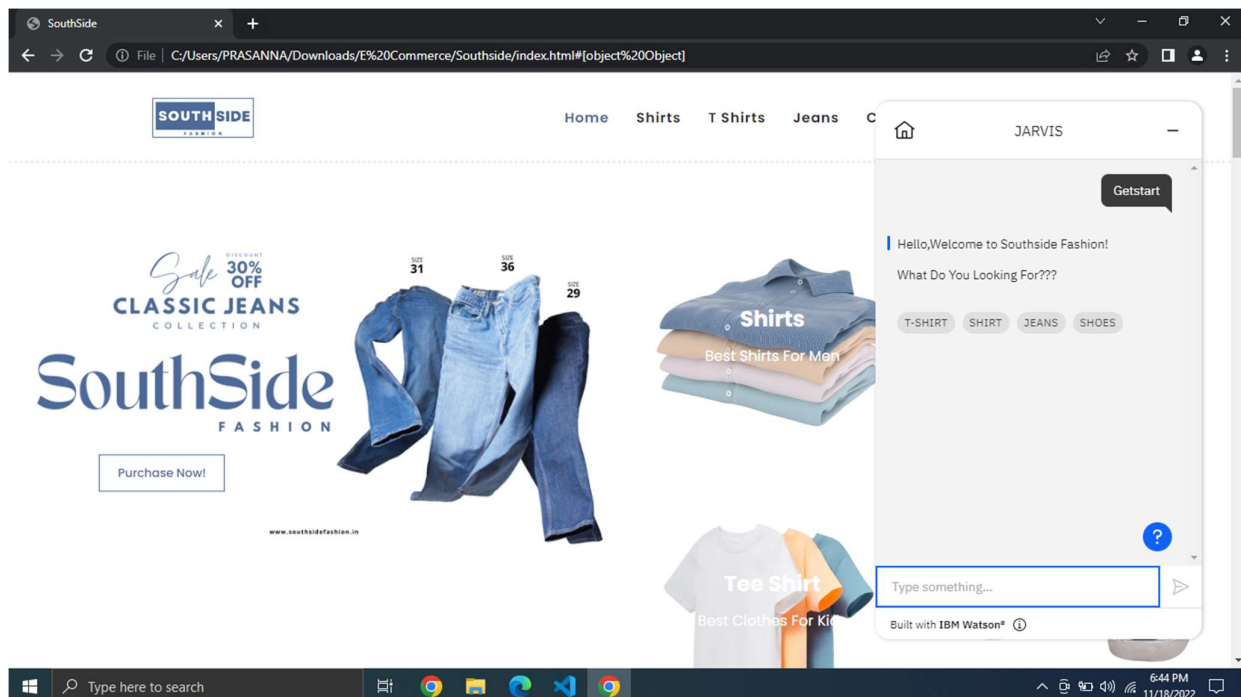 SouthSide
File C:/Users/PRASANNA/Downloads/E%20Commerce/Southside/index.html#[object%20Object]
SOUTH SIDE
FASHION
Home Shirts T Shirts Jeans C
JARVIS
Getstart
Hello,Welcome to Southside Fashion!
What Do You Looking For???
T-SHIRT SHIRT JEANS SHOES
Sale DISCOUNT 30% OFF
CLASSIC JEANS
COLLECTION
SouthSide
FASHION
Purchase Now!
SIZE 31
SIZE 36
SIZE 29
www.southsidefashion.in
Shirts
Best Shirts For Men
Tee Shirt
Best Clothes For Ki
?
Type something...
Built with IBM Watson®
Type here to search
6:44 PM
11/18/2022